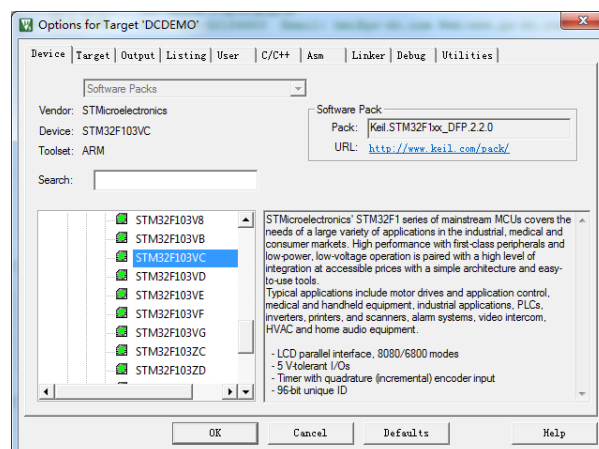 Options for Target 'DCDEMO'
Device Target Output Listing User C/C++ Asm Linker Debug Utilities
Software Packs
Vendor: STMicroelectronics
Device: STM32F103VC
Toolset: ARM
Software Pack
Pack: Keil.STM32F1xx_DFP.2.2.0
URL: http://www.keil.com/pack/
Search:
STM32F103V8
STM32F103VB
STM32F103VC
STM32F103VD
STM32F103VE
STM32F103VF
STM32F103VG
STM32F103ZC
STM32F103ZD
STMicroelectronics' STM32F1 series of mainstream MCUs covers the
needs of a large variety of applications in the industrial, medical and
consumer markets. High performance with first-class peripherals and
low-power, low-voltage operation is paired with a high level of
integration at accessible prices with a simple architecture and easy-
to-use tools.
Typical applications include motor drives and application control,
medical and handheld equipment, industrial applications, PLCs,
inverters, printers, and scanners, alarm systems, video intercom,
HVAC and home audio equipment.
- LCD parallel interface, 8080/6800 modes
- 5 V-tolerant I/Os
- Timer with quadrature (incremental) encoder input
- 96-bit unique ID
OK Cancel Defaults Help